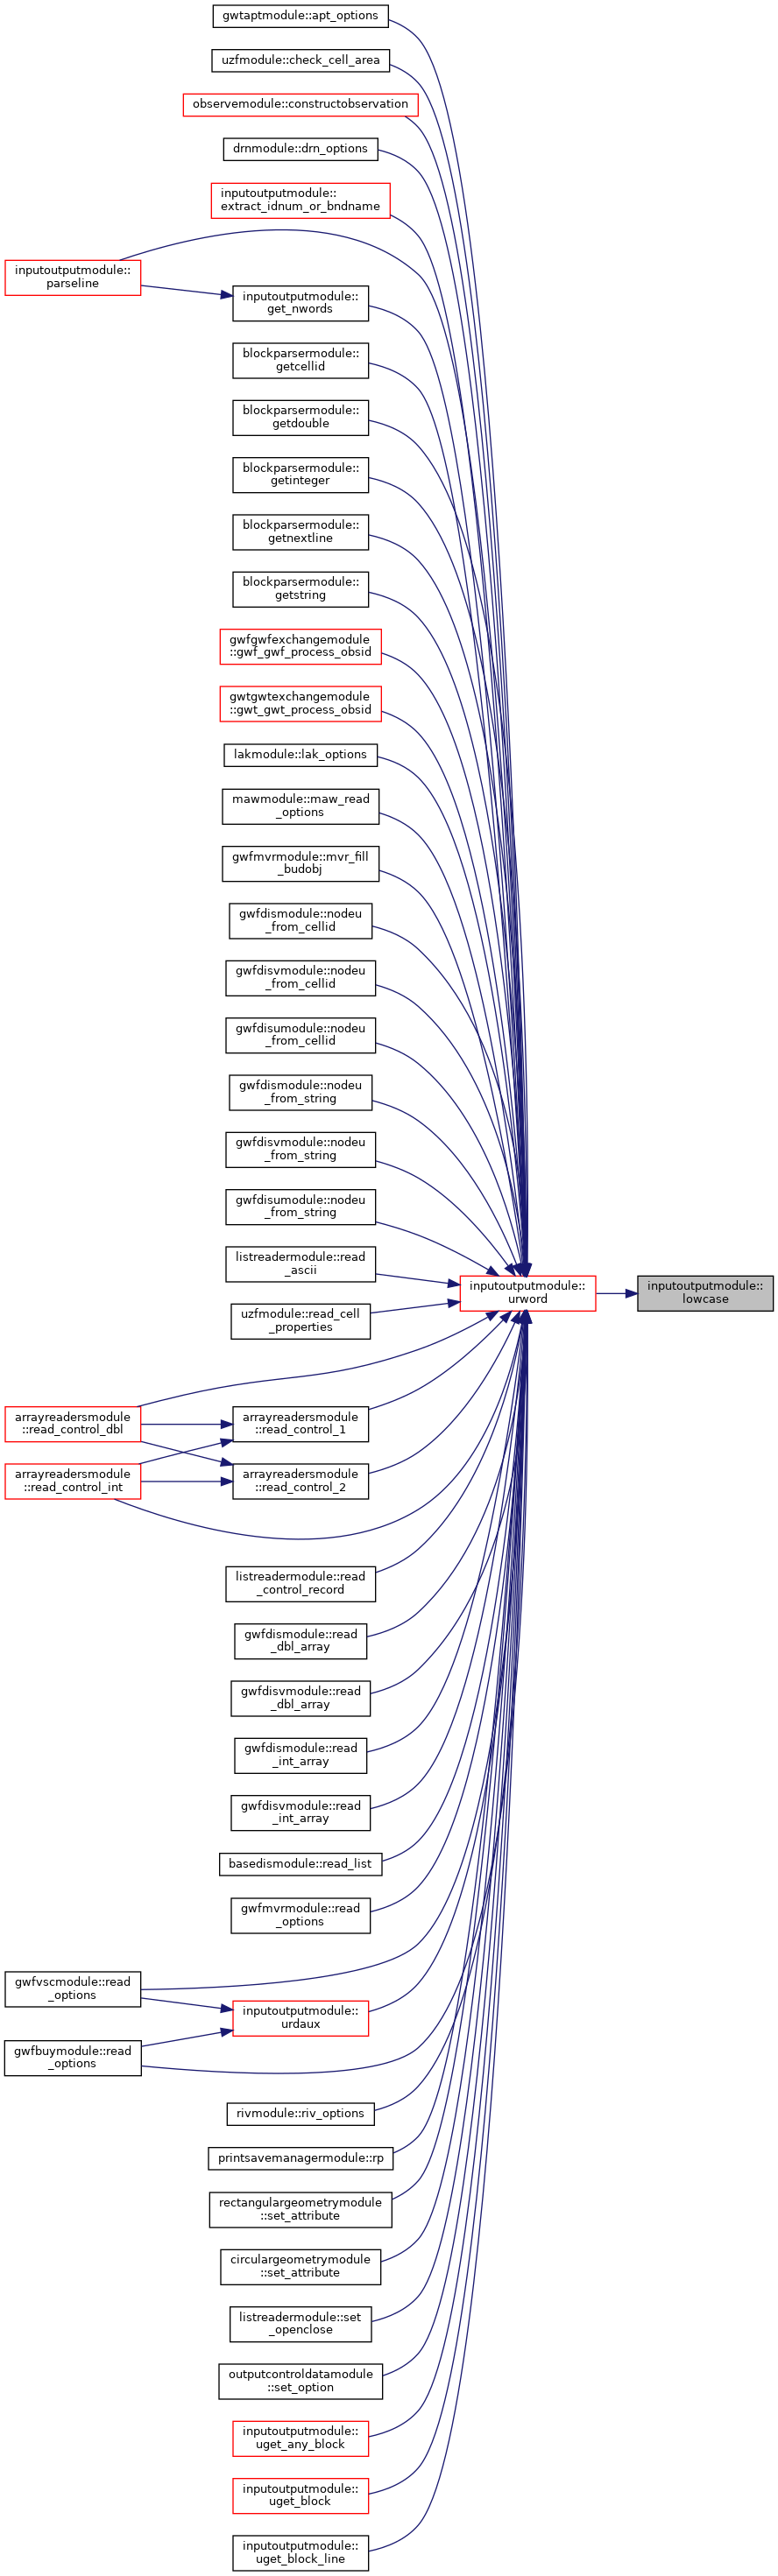 gwtaptmodule::apt_options
uzfmodule::check_cell_area
observemodule::constructobservation
drnmodule::drn_options
inputoutputmodule::
extract_idnum_or_bndname
inputoutputmodule::
parseline
inputoutputmodule::
get_nwords
blockparsermodule::
getcellid
blockparsermodule::
getdouble
blockparsermodule::
getinteger
blockparsermodule::
getnextline
blockparsermodule::
getstring
gwfgwfexchangemodule
::gwf_gwf_process_obsid
gwtgwtexchangemodule
::gwt_gwt_process_obsid
lakmodule::lak_options
mawmodule::maw_read
_options
gwfmvrmodule::mvr_fill
_budobj
gwfdismodule::nodeu
_from_cellid
gwfdisvmodule::nodeu
_from_cellid
gwfdisumodule::nodeu
_from_cellid
gwfdismodule::nodeu
_from_string
gwfdisvmodule::nodeu
_from_string
gwfdisumodule::nodeu
_from_string
listreadermodule::read
_ascii
inputoutputmodule::
urword
inputoutputmodule::
lowcase
uzfmodule::read_cell
_properties
arrayreadersmodule
::read_control_dbl
arrayreadersmodule
::read_control_1
arrayreadersmodule
::read_control_int
arrayreadersmodule
::read_control_2
listreadermodule::read
_control_record
gwfdismodule::read
_dbl_array
gwfdisvmodule::read
_dbl_array
gwfdismodule::read
_int_array
gwfdisvmodule::read
_int_array
basedismodule::read_list
gwfmvrmodule::read
_options
gwfvscmodule::read
_options
inputoutputmodule::
urdaux
gwfbuymodule::read
_options
rivmodule::riv_options
printsavemanagermodule::rp
rectangulargeometrymodule
::set_attribute
circulargeometrymodule
::set_attribute
listreadermodule::set
_openclose
outputcontroldatamodule
::set_option
inputoutputmodule::
uget_any_block
inputoutputmodule::
uget_block
inputoutputmodule::
uget_block_line